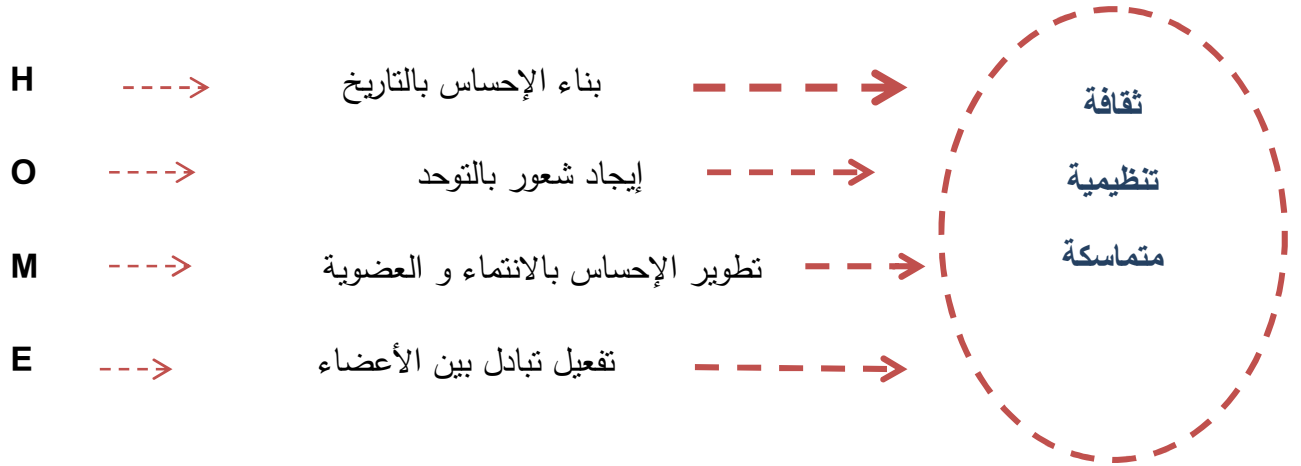 H بناء الإحساس بالتاريخ
O إيجاد شعور بالتوحد
M تطوير الإحساس بالانتماء و العضوية
E تفعيل تبادل بين الأعضاء
ثقافة
تنظيمية
متماسكة